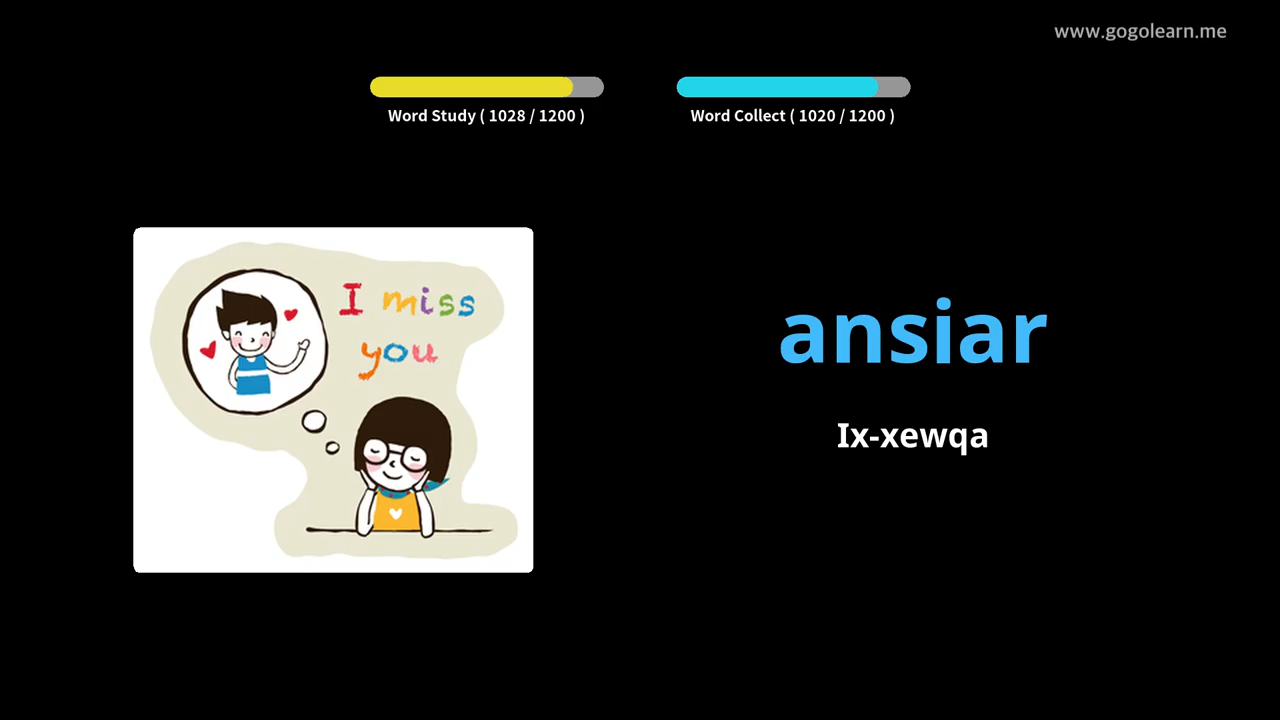 www.gogolearn.me
Word Study ( 1028 / 1200 )
Word Collect ( 1020 / 1200 )
I miss
you
ansiar
Ix-xewqa